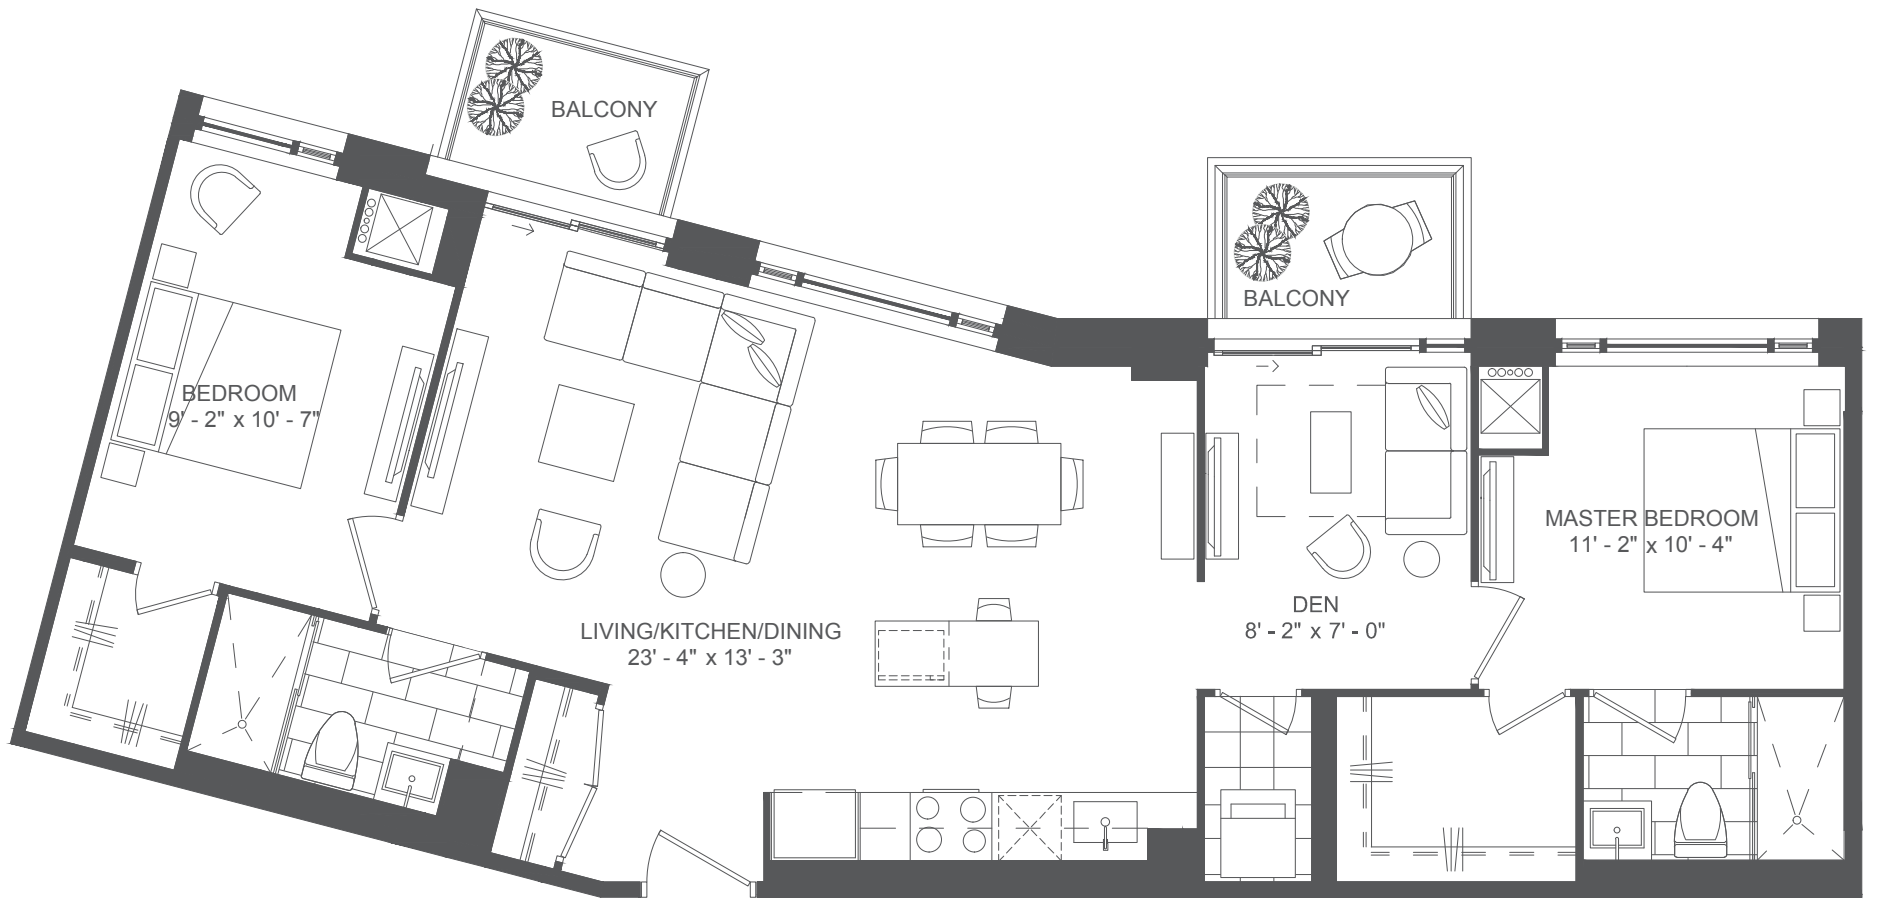 BALCONY
BALCONY
BEDROOM
9' - 2" x 10' - 7"
MASTER BEDROOM
11' - 2" x 10' - 4"
DEN
8' - 2" x 7' - 0"
LIVING/KITCHEN/DINING
23' - 4" x 13' - 3"